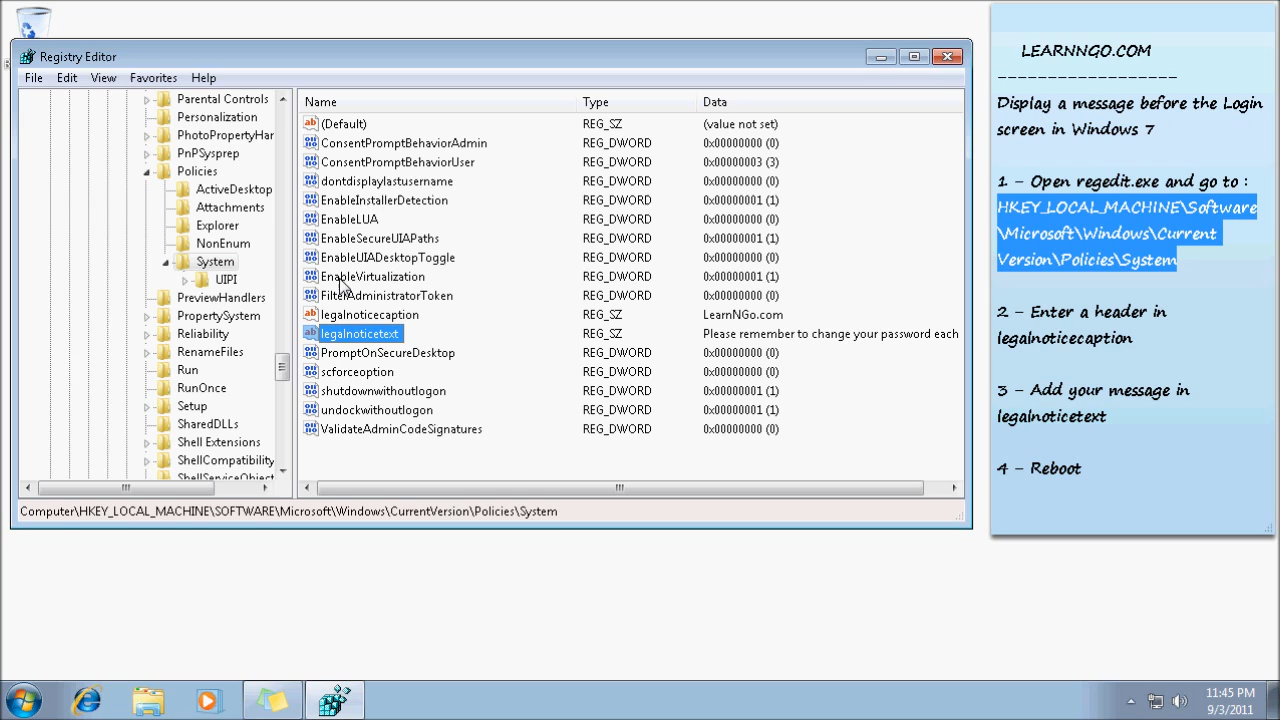 Registry Editor
File Edit View Favorites Help
Parental Controls
Personalization
PhotoPropertyHar
PnPSysprep
Policies
ActiveDesktop
Attachments
Explorer
NonEnum
System
UIPI
PreviewHandlers
PropertySystem
Reliability
RenameFiles
Run
RunOnce
Setup
SharedDLLs
Shell Extensions
ShellCompatibility
ShellServiceObject
Name Type Data
(Default) REG_SZ (value not set)
ConsentPromptBehaviorAdmin REG_DWORD 0x00000000 (0)
ConsentPromptBehaviorUser REG_DWORD 0x00000003 (3)
dontdisplaylastusername REG_DWORD 0x00000000 (0)
EnableInstallerDetection REG_DWORD 0x00000001 (1)
EnableLUA REG_DWORD 0x00000000 (0)
EnableSecureUIAPaths REG_DWORD 0x00000001 (1)
EnableUIADesktopToggle REG_DWORD 0x00000000 (0)
EnableVirtualization REG_DWORD 0x00000001 (1)
FilterAdministratorToken REG_DWORD 0x00000000 (0)
legalnoticecaption REG_SZ LearnNGo.com
legalnoticetext REG_SZ Please remember to change your password each
PromptOnSecureDesktop REG_DWORD 0x00000000 (0)
scforceoption REG_DWORD 0x00000000 (0)
shutdownwithoutlogon REG_DWORD 0x00000001 (1)
undockwithoutlogon REG_DWORD 0x00000001 (1)
ValidateAdminCodeSignatures REG_DWORD 0x00000000 (0)
Computer\HKEY_LOCAL_MACHINE\SOFTWARE\Microsoft\Windows\CurrentVersion\Policies\System
LEARNNGO.COM
------------------
Display a message before the Login
screen in Windows 7
1 - Open regedit.exe and go to :
HKEY_LOCAL_MACHINE\Software
\Microsoft\Windows\Current
Version\Policies\System
2 - Enter a header in
legalnoticecaption
3 - Add your message in
legalnoticetext
4 - Reboot
11:45 PM
9/3/2011